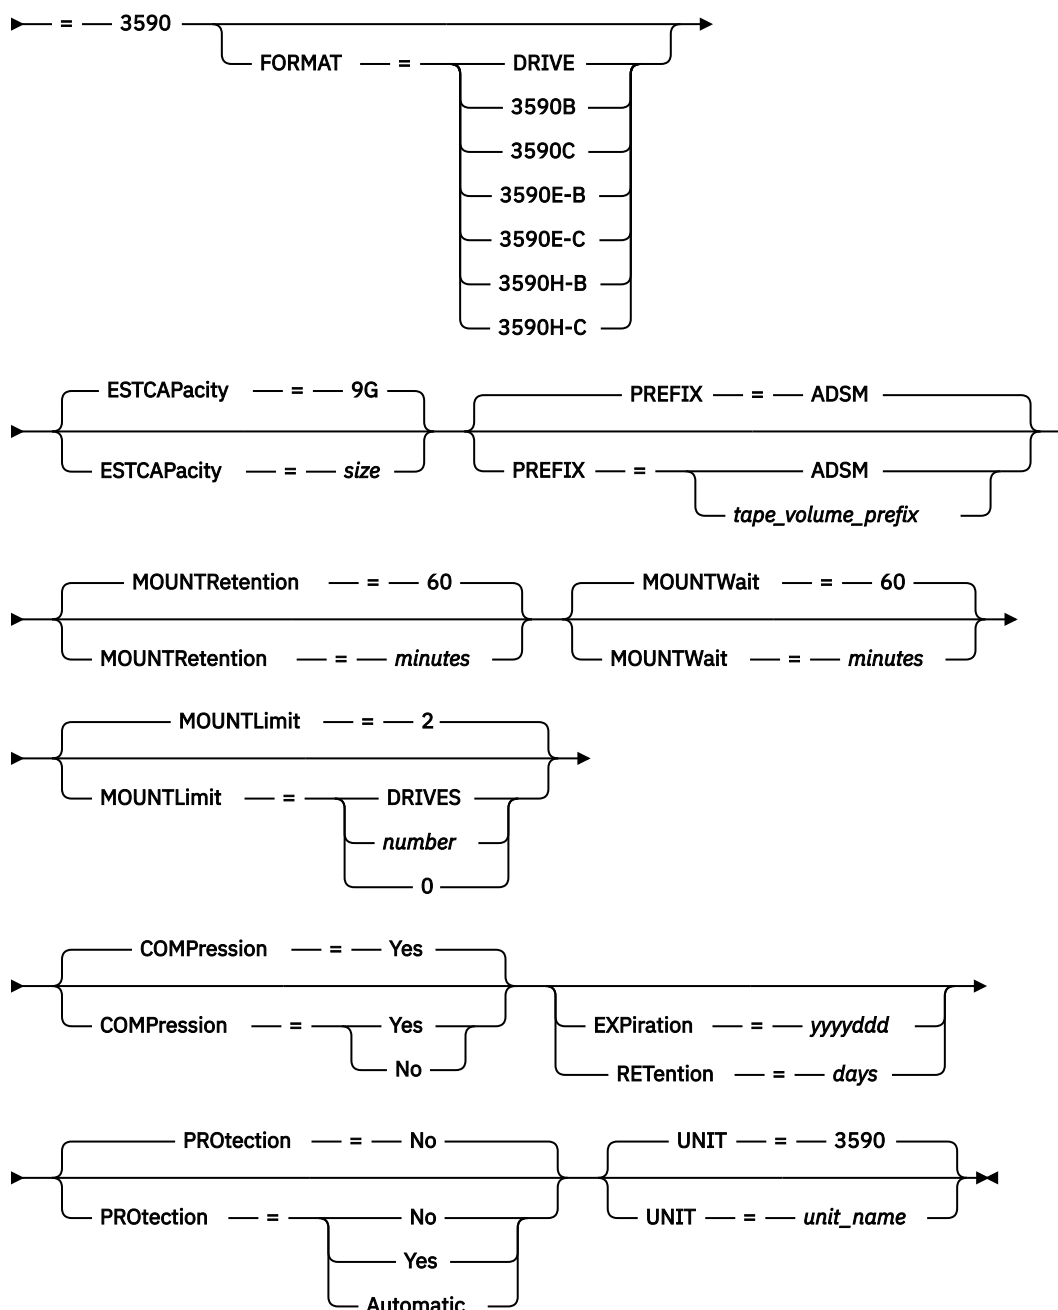 = 3590
FORMAT = DRIVE
3590B
3590C
3590E-B
3590E-C
3590H-B
3590H-C
ESTCAPacity = 9G PREFIX = ADSM
ESTCAPacity = size PREFIX = ADSM
tape_volume_prefix
MOUNTRetention = 60 MOUNTWait = 60
MOUNTRetention = minutes MOUNTWait = minutes
MOUNTLimit = 2
MOUNTLimit = DRIVES
number
0
COMPression = Yes
COMPression = Yes EXPiration = yyyyddd
No RETention = days
PROtection = No UNIT = 3590
PROtection = No UNIT = unit_name
Yes
Automatic